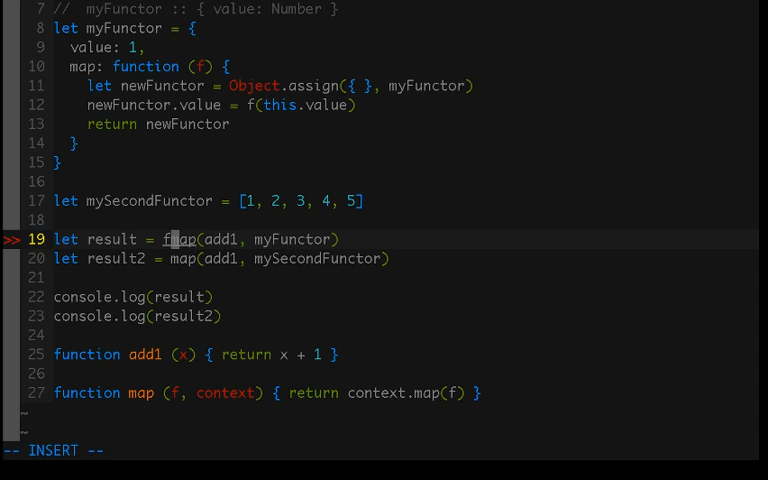 7 //  myFunctor :: { value: Number }
8 let myFunctor = {
9   value: 1,
10   map: function (f) {
11     let newFunctor = Object.assign({ }, myFunctor)
12     newFunctor.value = f(this.value)
13     return newFunctor
14   }
15 }
16
17 let mySecondFunctor = [1, 2, 3, 4, 5]
18
>> 19 let result = fmap(add1, myFunctor)
20 let result2 = map(add1, mySecondFunctor)
21
22 console.log(result)
23 console.log(result2)
24
25 function add1 (x) { return x + 1 }
26
27 function map (f, context) { return context.map(f) }
~
~
-- INSERT --